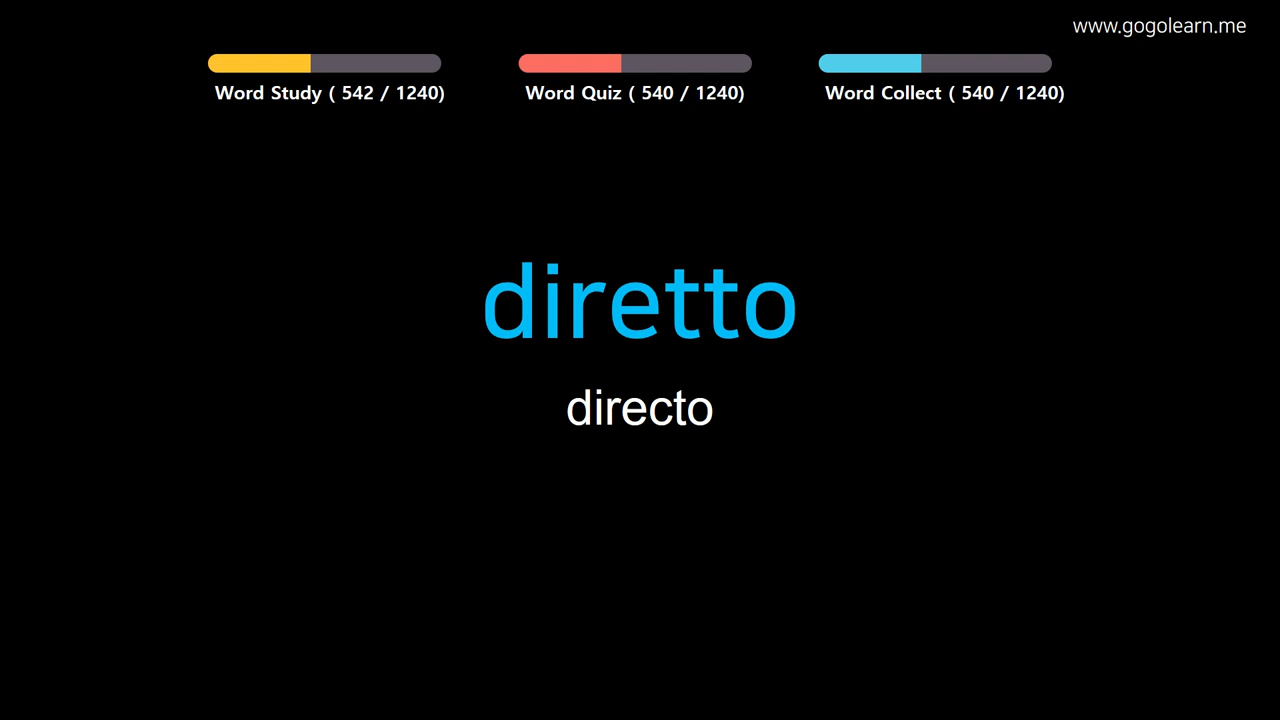 www.gogolearn.me
Word Study ( 542 / 1240)
Word Quiz ( 540 / 1240)
Word Collect ( 540 / 1240)
diretto
directo